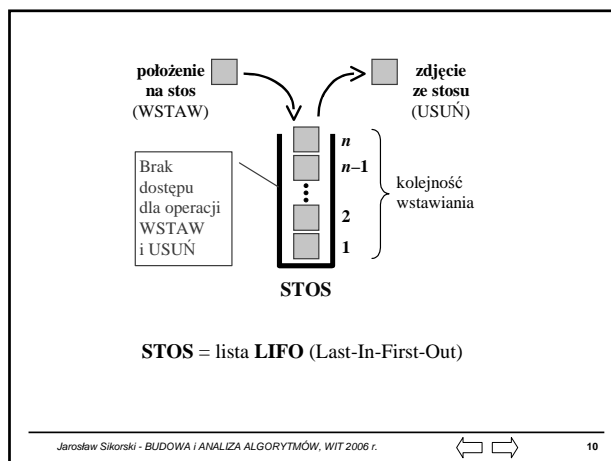 położenie
na stos
(WSTAW)
zdjęcie
ze stosu
(USUŃ)
Brak
dostępu
dla operacji
WSTAW
i USUŃ
n
n–1
2
1
kolejność
wstawiania
STOS
STOS = lista LIFO (Last-In-First-Out)
Jarosław Sikorski - BUDOWA i ANALIZA ALGORYTMÓW, WIT 2006 r.
10